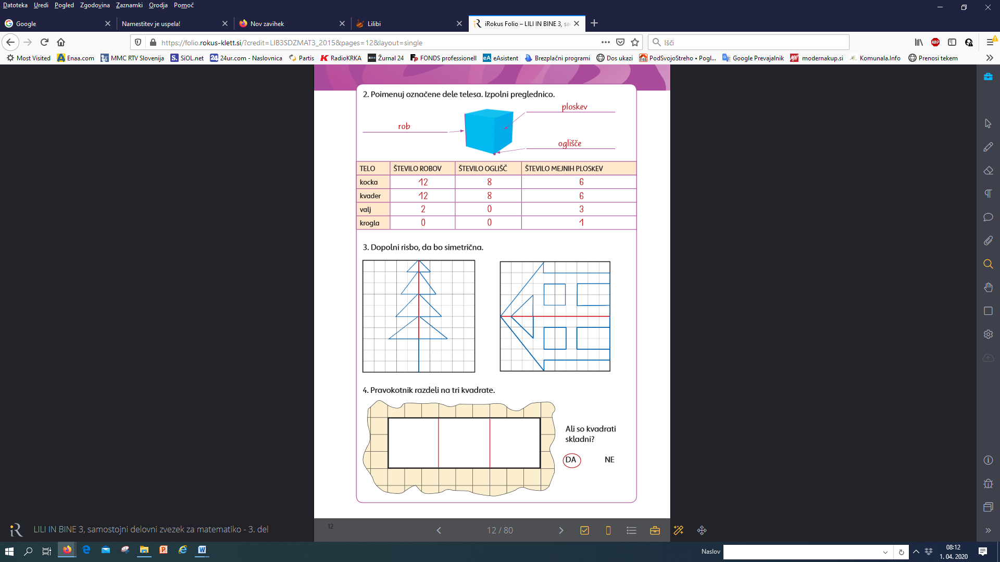 Datoteka Uredi Pogled Zgodovina Zaznamki Orodja Pomoč
Google
Namestitev je uspela!
Nov zavihek
Lilibi
iRokus Folio – LILI IN BINE 3, sa
https://folio.rokus-klett.si/?credit=LIB3SDZMAT3_2015&pages=12&layout=single
Išči
Most Visited Enaa.com MMC RTV Slovenija SiOL.net 24ur.com - Naslovnica Partis RadioKRKA Žurnal 24 FONDS professionell eAsistent Brezplačni programi Dos ukazi PodSvojoStreho • Pogl... Google Prevajalnik modernakup.si Komunala.Info Prenosi tekem
2. Poimenuj označene dele telesa. Izpolni preglednico.
ploskev
rob
oglišče
TELO ŠTEVILO ROBOV ŠTEVILO OGLIŠČ ŠTEVILO MEJNIH PLOSKEV
kocka 12 8 6
kvader 12 8 6
valj 2 0 3
krogla 0 0 1
3. Dopolni risbo, da bo simetrična.
4. Pravokotnik razdeli na tri kvadrate.
Ali so kvadrati
skladni?
DA NE
12
LILI IN BINE 3, samostojni delovni zvezek za matematiko - 3. del
12 / 80
Naslov
08:12
1. 04. 2020